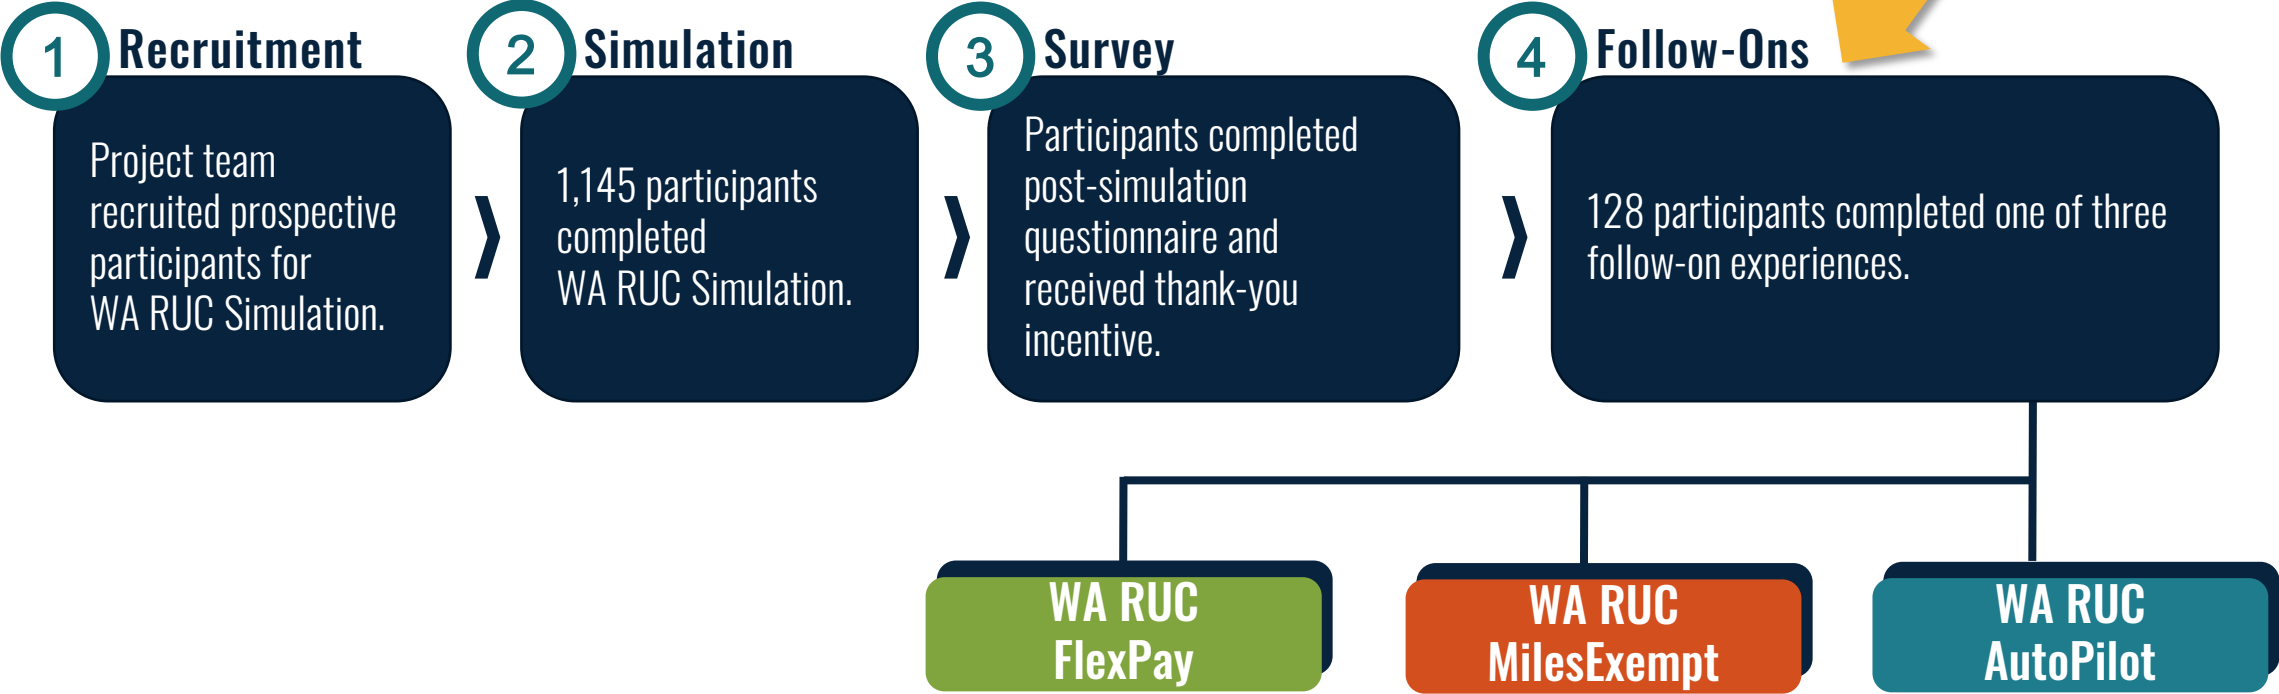 1
Recruitment
Project team
recruited prospective
participants for
WA RUC Simulation.
2
Simulation
1,145 participants
completed
WA RUC Simulation.
3
Survey
Participants completed
post-simulation
questionnaire and
received thank-you
incentive.
4
Follow-Ons
128 participants completed one of three
follow-on experiences.
WA RUC
FlexPay
WA RUC
MilesExempt
WA RUC
AutoPilot